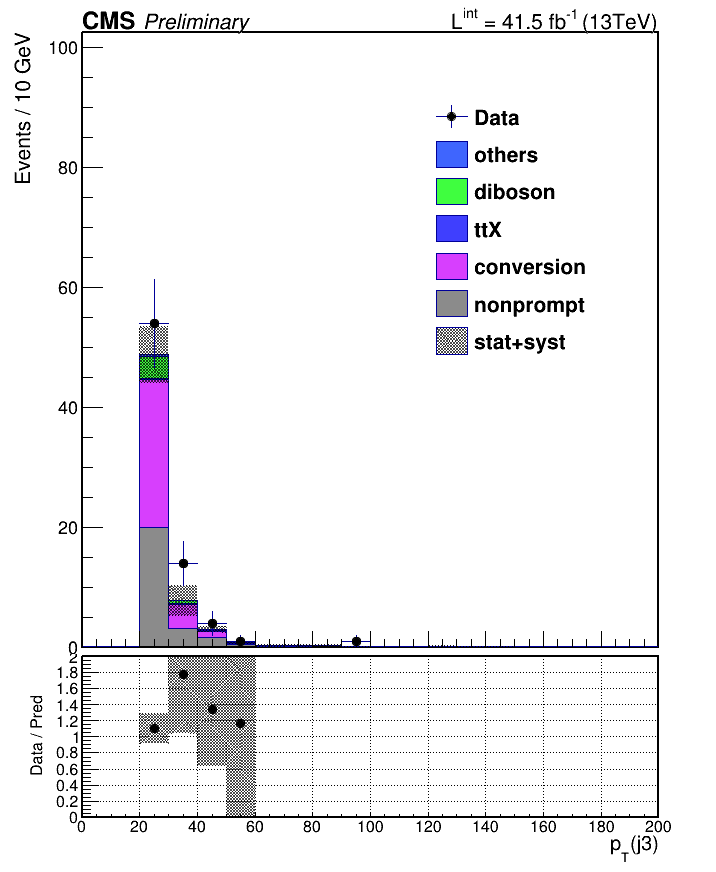 CMS Preliminary L^int = 41.5 fb^-1 (13TeV)
Events / 10 GeV
100
80
60
40
20
0
Data
others
diboson
ttX
conversion
nonprompt
stat+syst
Data / Pred
2
1.8
1.6
1.4
1.2
1
0.8
0.6
0.4
0.2
0
0 20 40 60 80 100 120 140 160 180 200
p_T(j3)